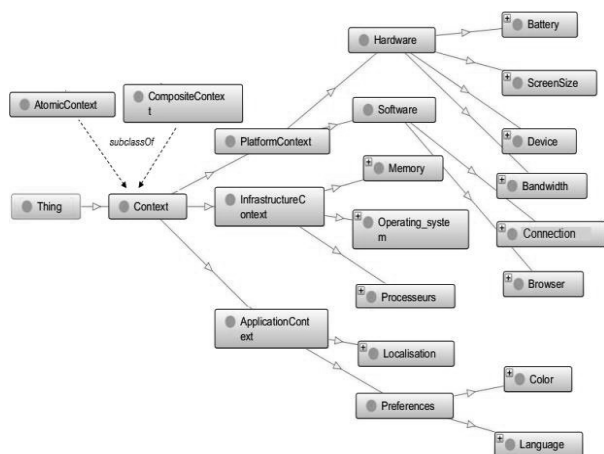 Battery
Hardware
ScreenSize
AtomicContext
CompositeContex
t
Software
subclassOf
PlatformContext
Device
Memory
Bandwidth
Thing
Context
InfrastructureC
ontext
Operating_syste
m
Connection
Browser
Processeurs
ApplicationCont
ext
Localisation
Color
Preferences
Language